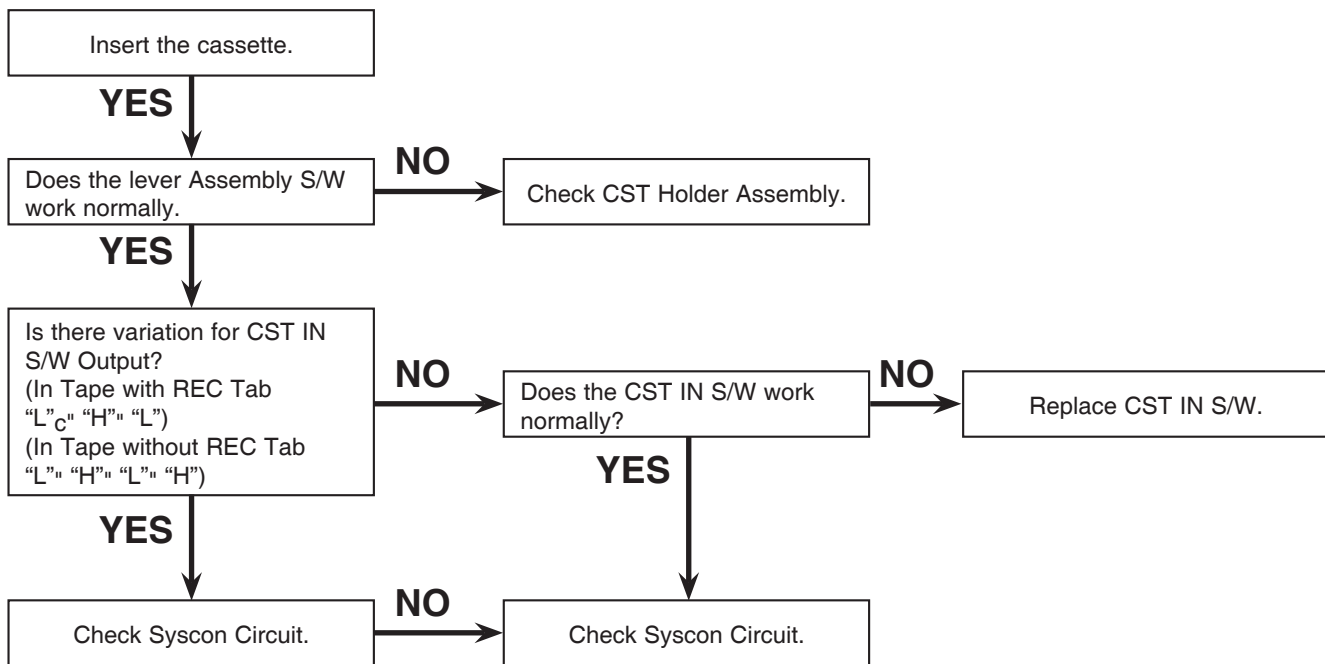 Insert the cassette.
YES
Does the lever Assembly S/W
work normally.
NO
Check CST Holder Assembly.
YES
Is there variation for CST IN
S/W Output?
(In Tape with REC Tab
“L”C" “H”" “L”)
(In Tape without REC Tab
“L”" “H”" “L”" “H”)
NO
Does the CST IN S/W work
normally?
NO
Replace CST IN S/W.
YES
YES
Check Syscon Circuit.
NO
Check Syscon Circuit.